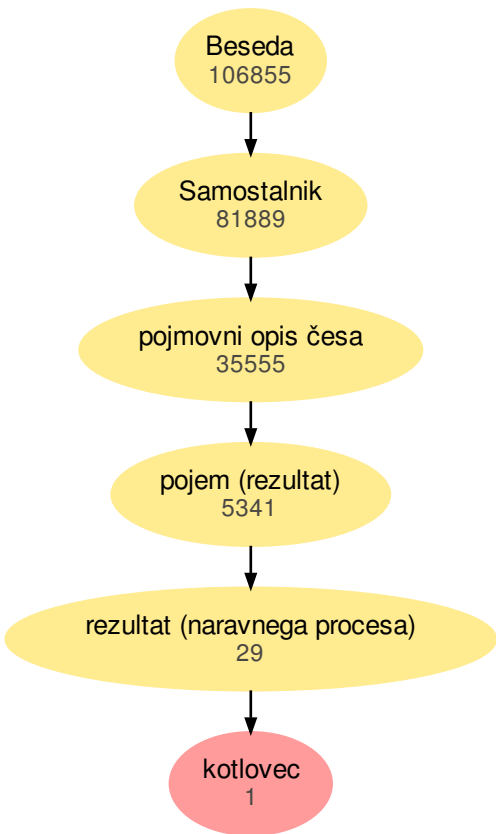 Beseda
106855
Samostalnik
81889
pojmovni opis česa
35555
pojem (rezultat)
5341
rezultat (naravnega procesa)
29
kotlovec
1